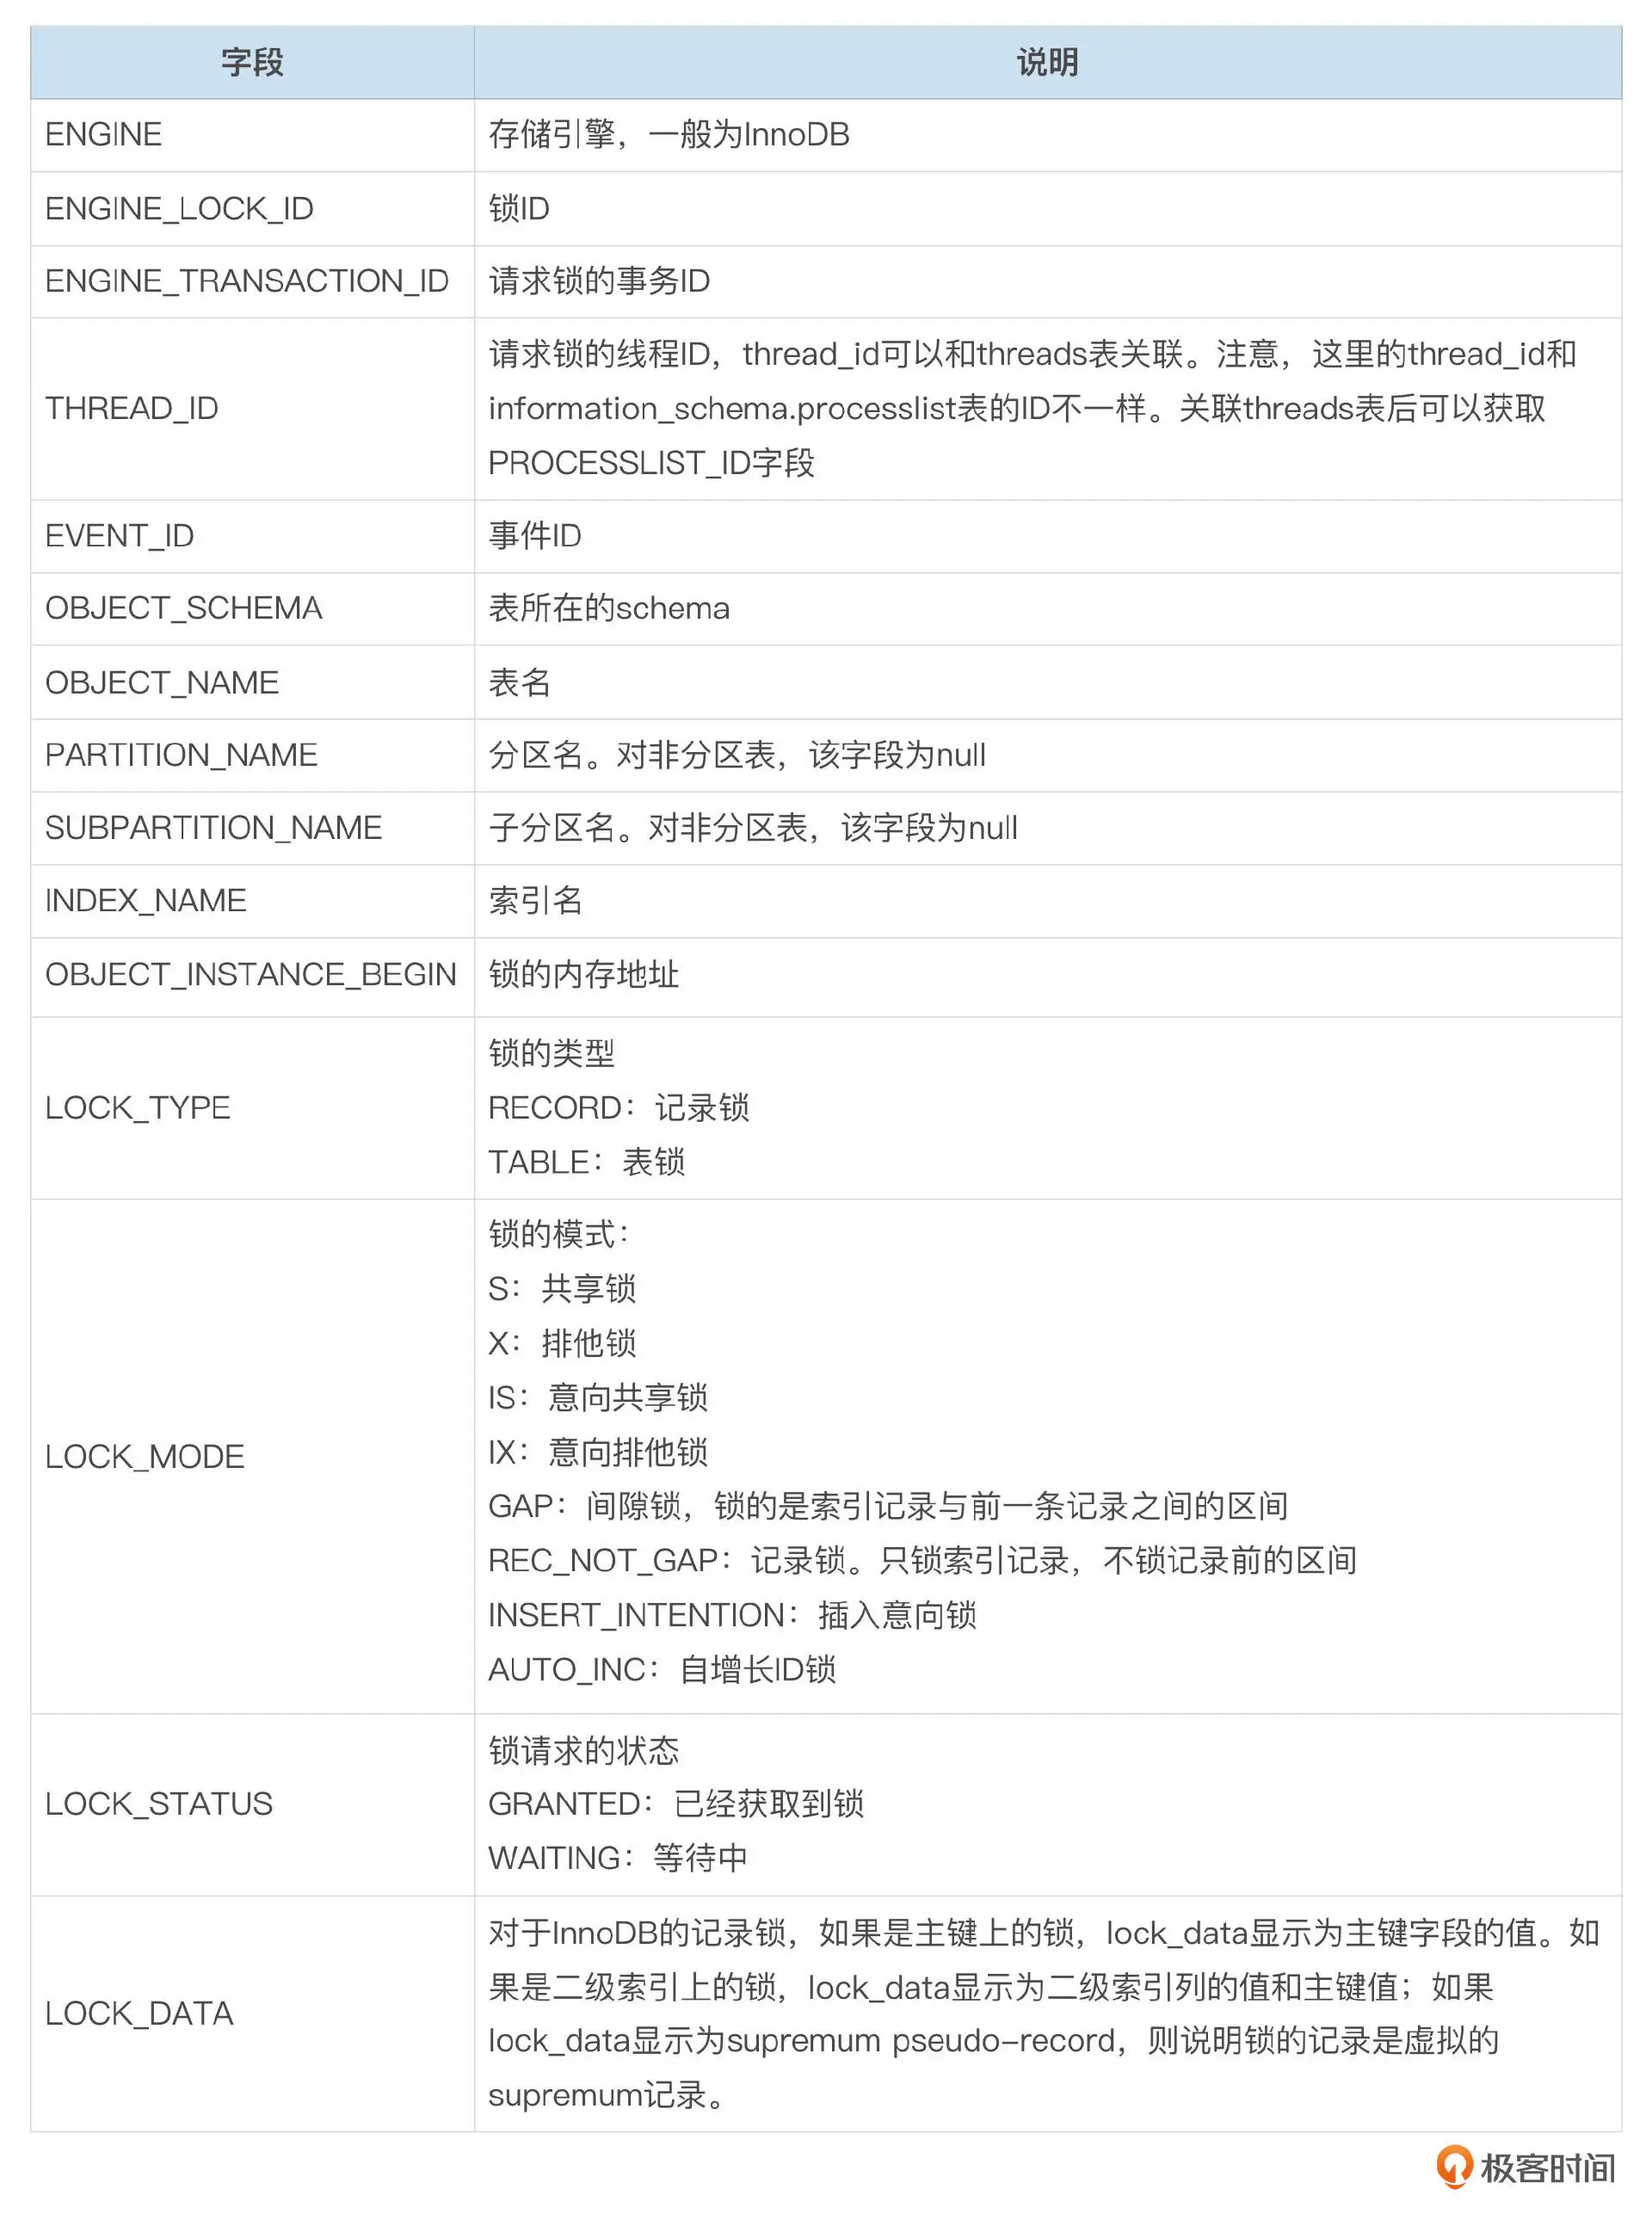 字段
说明
ENGINE
存储引擎，一般为InnoDB
ENGINE_LOCK_ID
锁ID
ENGINE_TRANSACTION_ID
请求锁的事务ID
THREAD_ID
请求锁的线程ID，thread_id可以和threads表关联。注意，这里的thread_id和
information_schema.processlist表的ID不一样。关联threads表后可以获取
PROCESSLIST_ID字段
EVENT_ID
事件ID
OBJECT_SCHEMA
表所在的schema
OBJECT_NAME
表名
PARTITION_NAME
分区名。对非分区表，该字段为null
SUBPARTITION_NAME
子分区名。对非分区表，该字段为null
INDEX_NAME
索引名
OBJECT_INSTANCE_BEGIN
锁的内存地址
LOCK_TYPE
锁的类型
RECORD：记录锁
TABLE：表锁
LOCK_MODE
锁的模式：
S：共享锁
X：排他锁
IS：意向共享锁
IX：意向排他锁
GAP：间隙锁，锁的是索引记录与前一条记录之间的区间
REC_NOT_GAP：记录锁。只锁索引记录，不锁记录前的区间
INSERT_INTENTION：插入意向锁
AUTO_INC：自增长ID锁
LOCK_STATUS
锁请求的状态
GRANTED：已经获取到锁
WAITING：等待中
LOCK_DATA
对于InnoDB的记录锁，如果是主键上的锁，lock_data显示为主键字段的值。如
果是二级索引上的锁，lock_data显示为二级索引列的值和主键值；如果
lock_data显示为supremum pseudo-record，则说明锁的记录是虚拟的
supremum记录。
极客时间